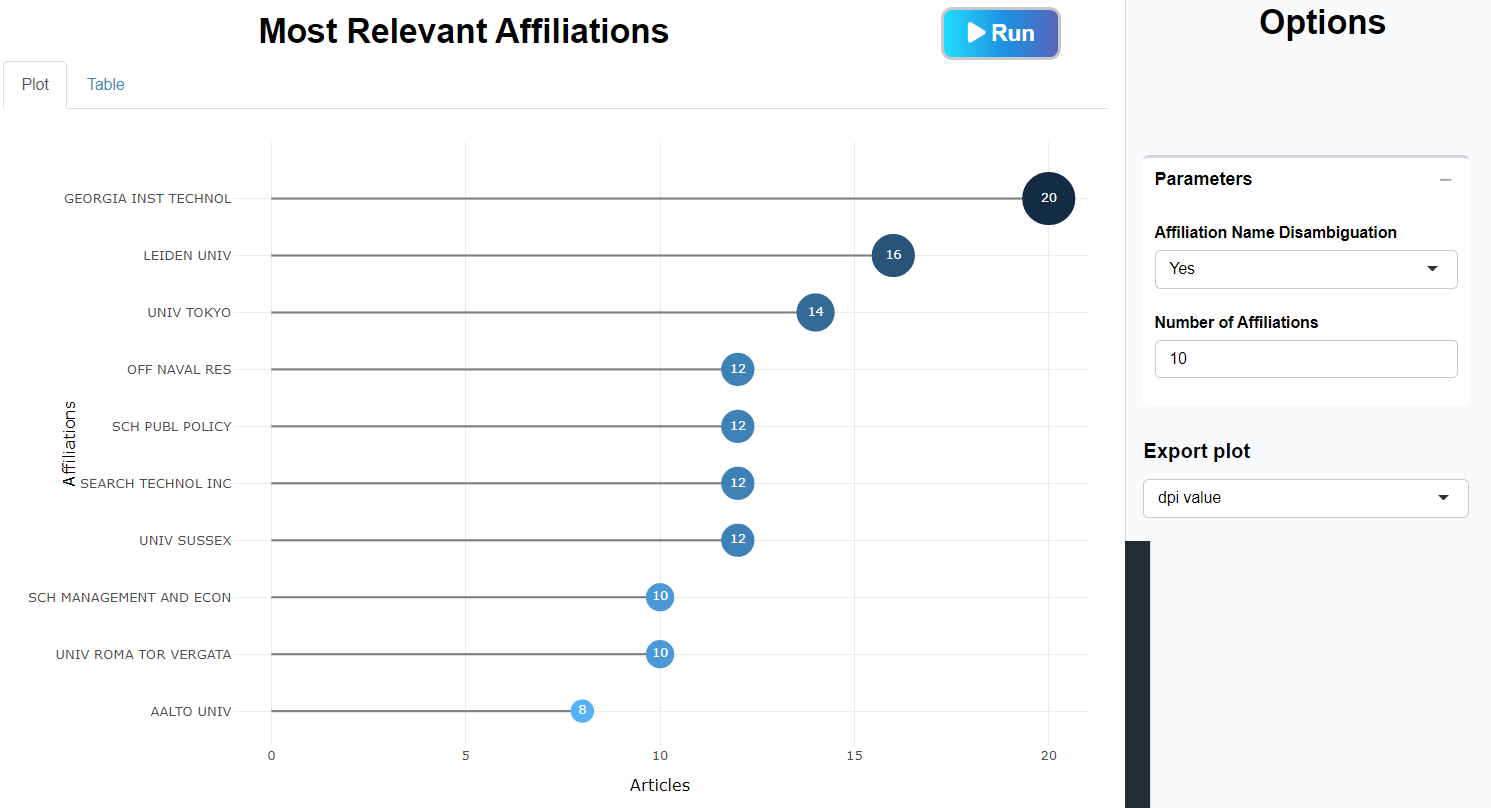 Most Relevant Affiliations
Run
Options
Plot
Table
GEORGIA INST TECHNOL
20
LEIDEN UNIV
16
UNIV TOKYO
14
OFF NAVAL RES
12
SCH PUBL POLICY
12
SEARCH TECHNOL INC
12
UNIV SUSSEX
12
SCH MANAGEMENT AND ECON
10
UNIV ROMA TOR VERGATA
10
AALTO UNIV
8
Affiliations
0 5 10 15 20
Articles
Parameters
Affiliation Name Disambiguation
Yes
Number of Affiliations
10
Export plot
dpi value